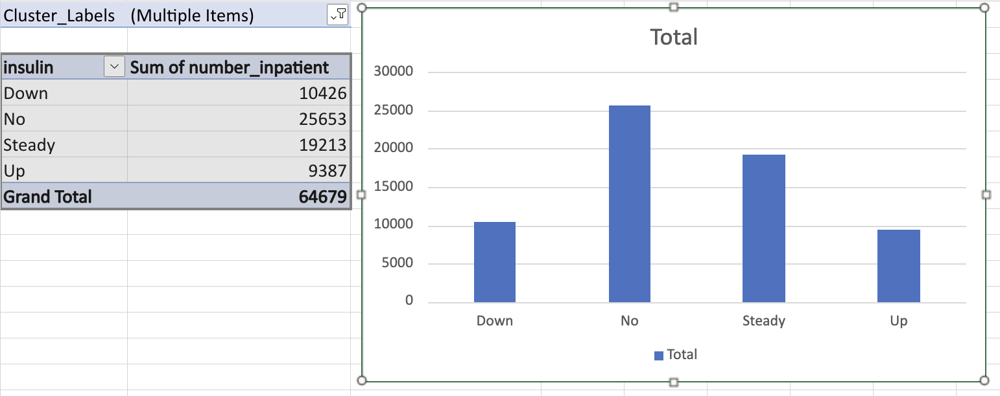 Cluster_Labels (Multiple Items)
insulin Sum of number_inpatient
Down 10426
No 25653
Steady 19213
Up 9387
Grand Total 64679
Total
30000
25000
20000
15000
10000
5000
0
Down No Steady Up
Total